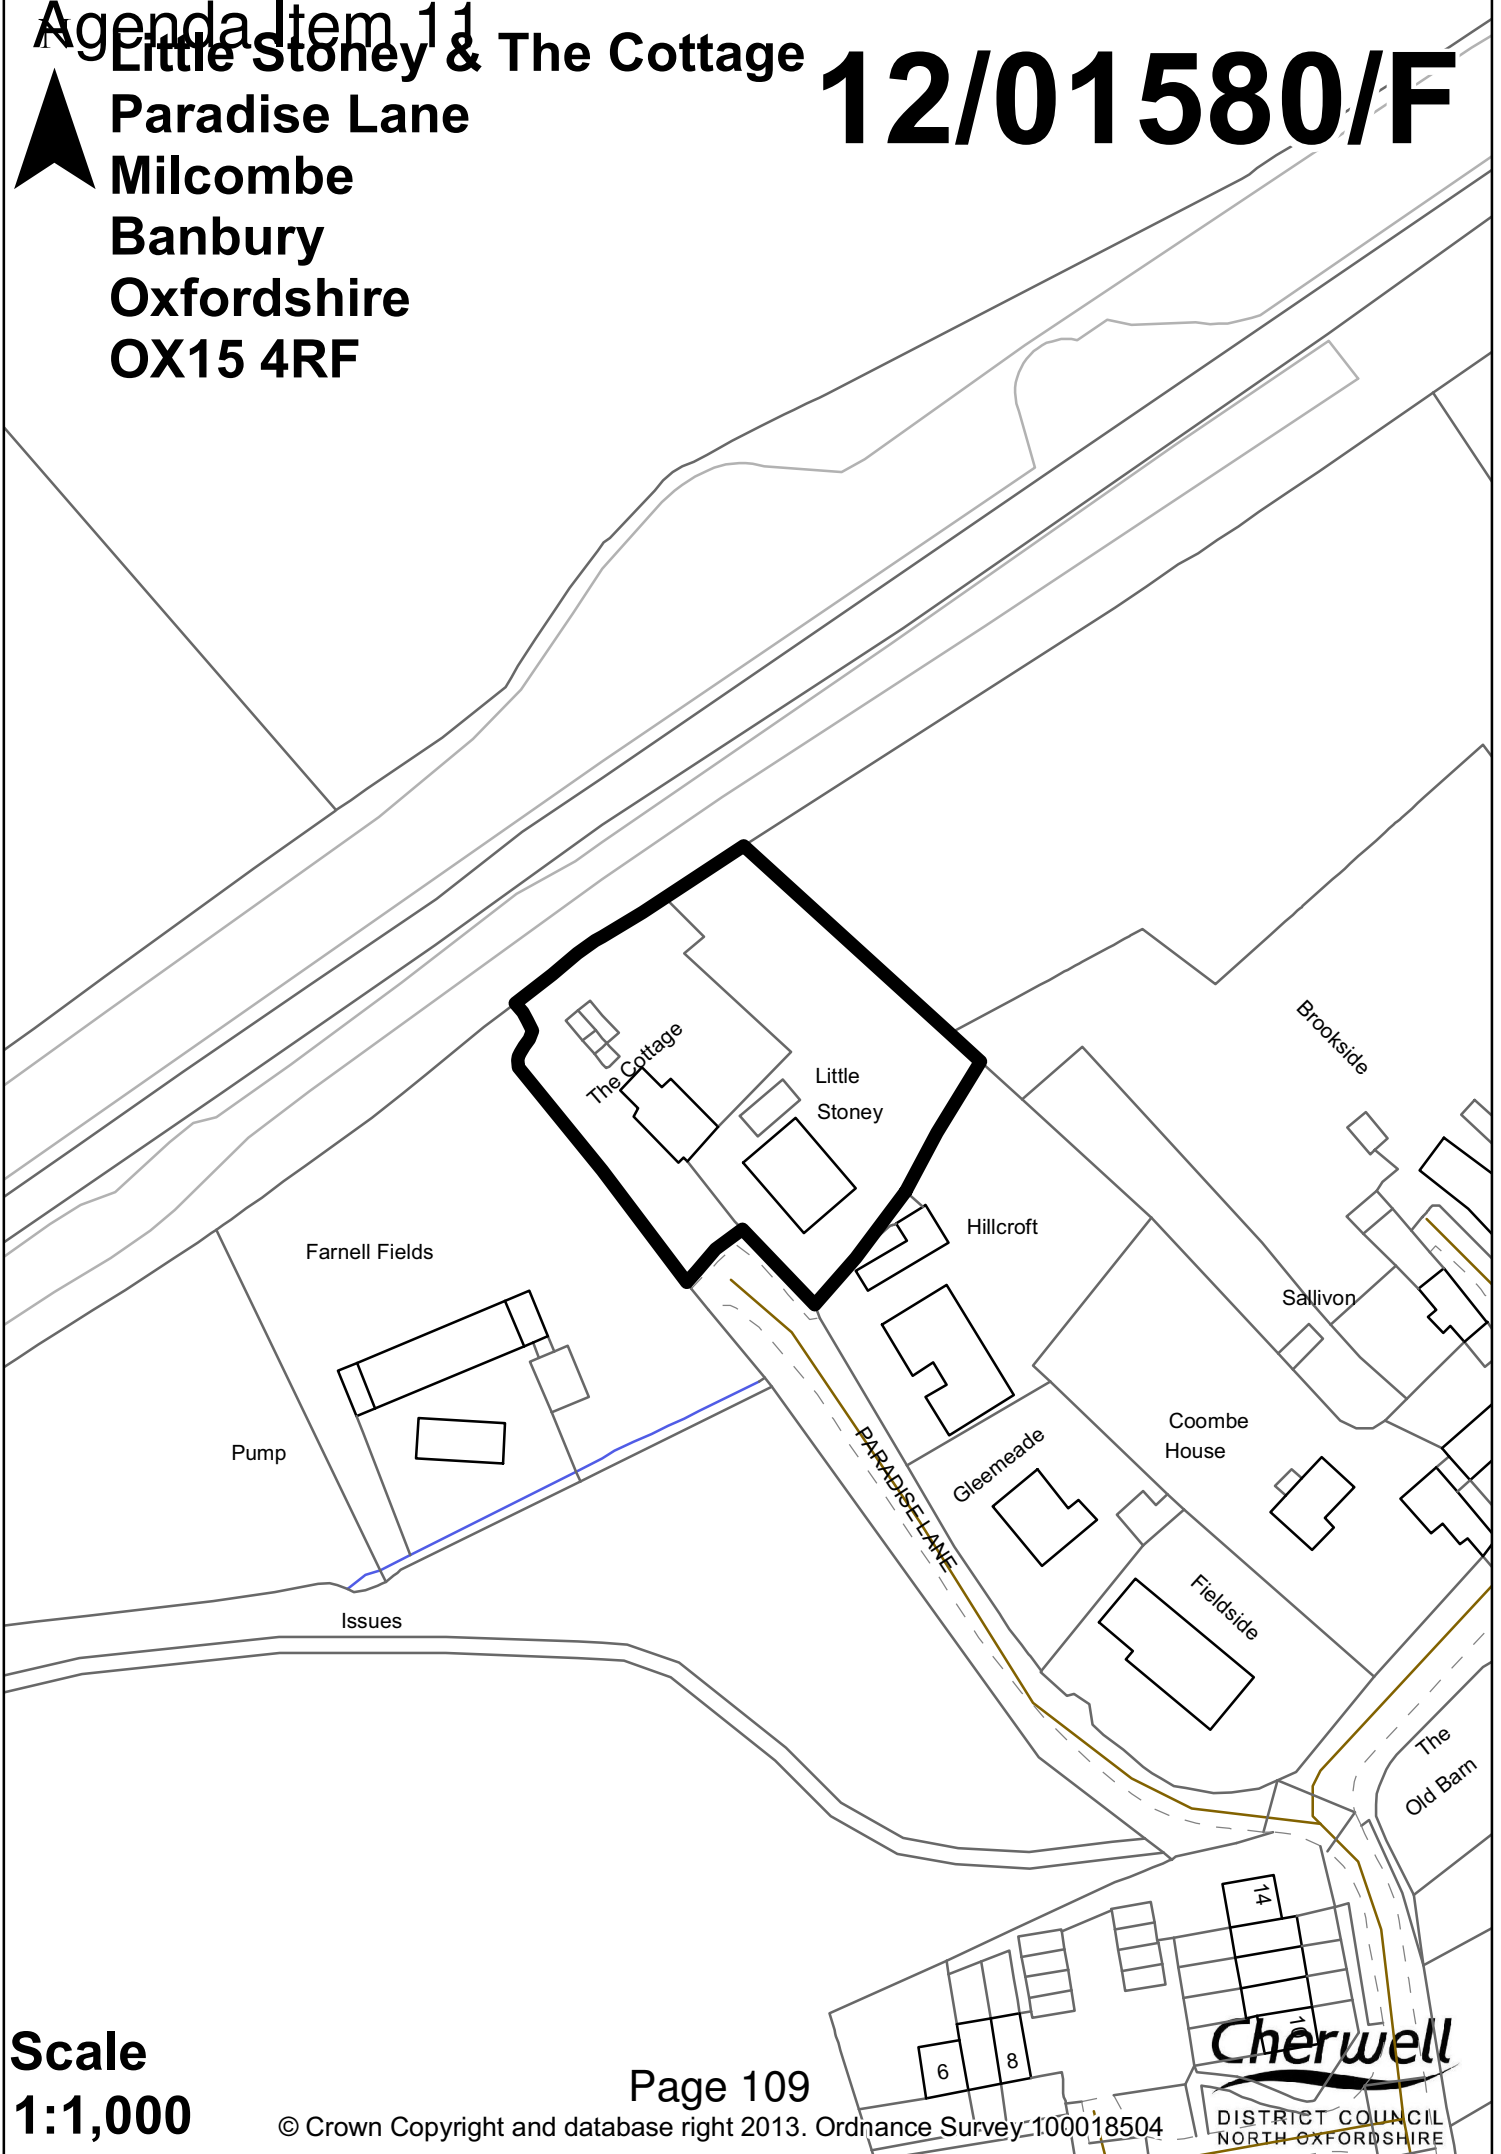 Agenda Item 11
N
Little Stoney & The Cottage
Paradise Lane
Milcombe
Banbury
Oxfordshire
OX15 4RF
12/01580/F
Brookside
The Cottage
Little
Stoney
Hillcroft
Farnell Fields
Sallivon
Pump
Coombe
House
Gleemeade
PARADISE LANE
Fieldside
Issues
The
Old Barn
14
10
6
8
Scale
1:1,000
Page 109
© Crown Copyright and database right 2013. Ordnance Survey 100018504
Cherwell
DISTRICT COUNCIL
NORTH OXFORDSHIRE